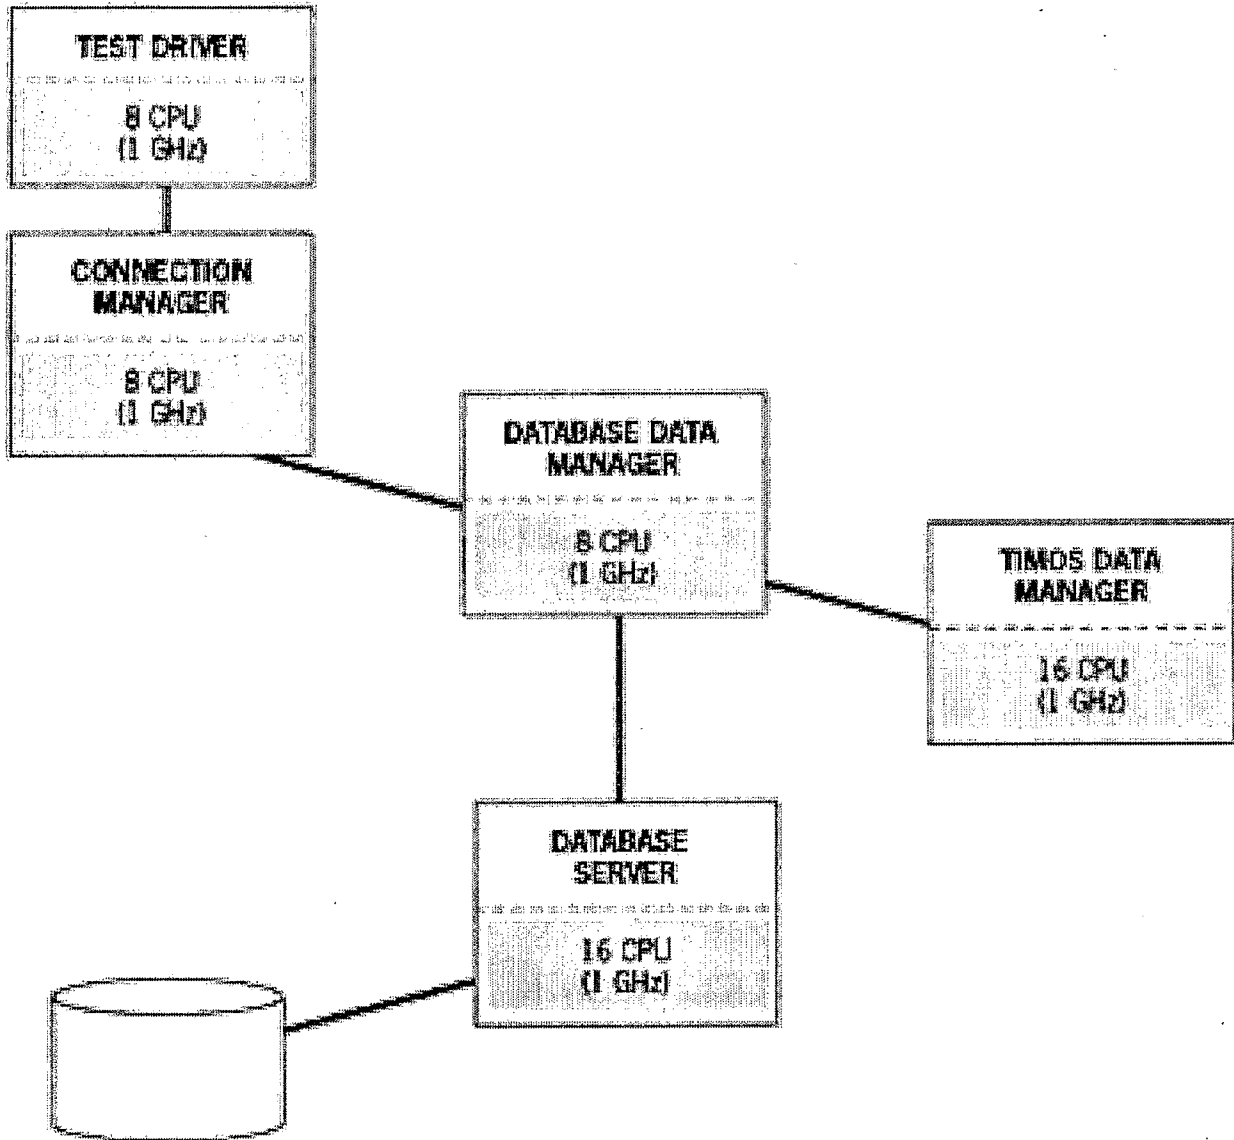 TEST DRIVER
8 CPU
(1 GHz)
CONNECTION
MANAGER
8 CPU
(1 GHz)
DATABASE DATA
MANAGER
8 CPU
(1 GHz)
TIMOS DATA
MANAGER
16 CPU
(1 GHz)
DATABASE
SERVER
16 CPU
(1 GHz)